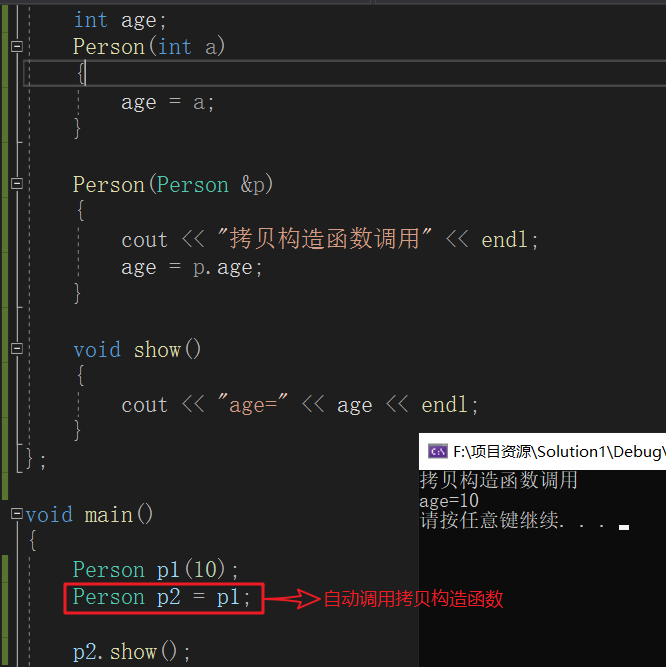 int age;
Person(int a)
{
age = a;
}
Person(Person &p)
{
cout << "拷贝构造函数调用" << endl;
age = p.age;
}
void show()
{
cout << "age=" << age << endl;
}
};
F:\项目资源\Solution1\Debug\
拷贝构造函数调用
age=10
请按任意键继续. . .
void main()
{
Person p1(10);
Person p2 = p1;
自动调用拷贝构造函数
p2.show();